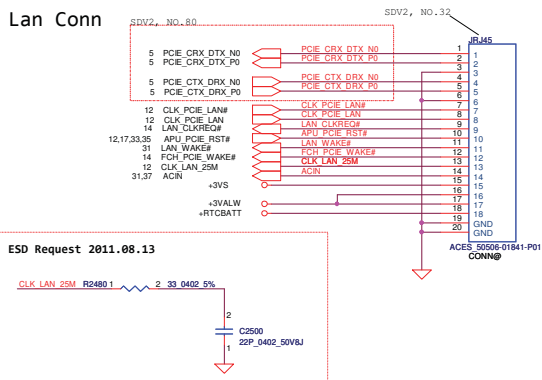 Lan Conn
SDV2, NO.80
SDV2, NO.32
JRJ45
5 PCIE_CRX_DTX_N0 PCIE_CRX_DTX_N0 1 1
5 PCIE_CRX_DTX_P0 PCIE_CRX_DTX_P0 2 2
3 3
5 PCIE_CTX_DRX_N0 PCIE_CTX_DRX_N0 4 4
5 PCIE_CTX_DRX_P0 PCIE_CTX_DRX_P0 5 5
6 6
12 CLK_PCIE_LAN# CLK_PCIE_LAN# 7 7
12 CLK_PCIE_LAN CLK_PCIE_LAN 8 8
14 LAN_CLKREQ# LAN_CLKREQ# 9 9
12,17,33,35 APU_PCIE_RST# APU_PCIE_RST# 10 10
31 LAN_WAKE# LAN_WAKE# 11 11
14 FCH_PCIE_WAKE# FCH_PCIE_WAKE# 12 12
12 CLK_LAN_25M CLK_LAN_25M 13 13
31,37 ACIN ACIN 14 14
+3VS 15 15
16 16
+3VALW 17 17
+RTCBATT 18 18
19 GND
20 GND
ACES_50506-01841-P01
CONN@
ESD Request 2011.08.13
CLK_LAN_25M R2480 1 2 33_0402_5%
2
C2500
22P_0402_50V8J
1